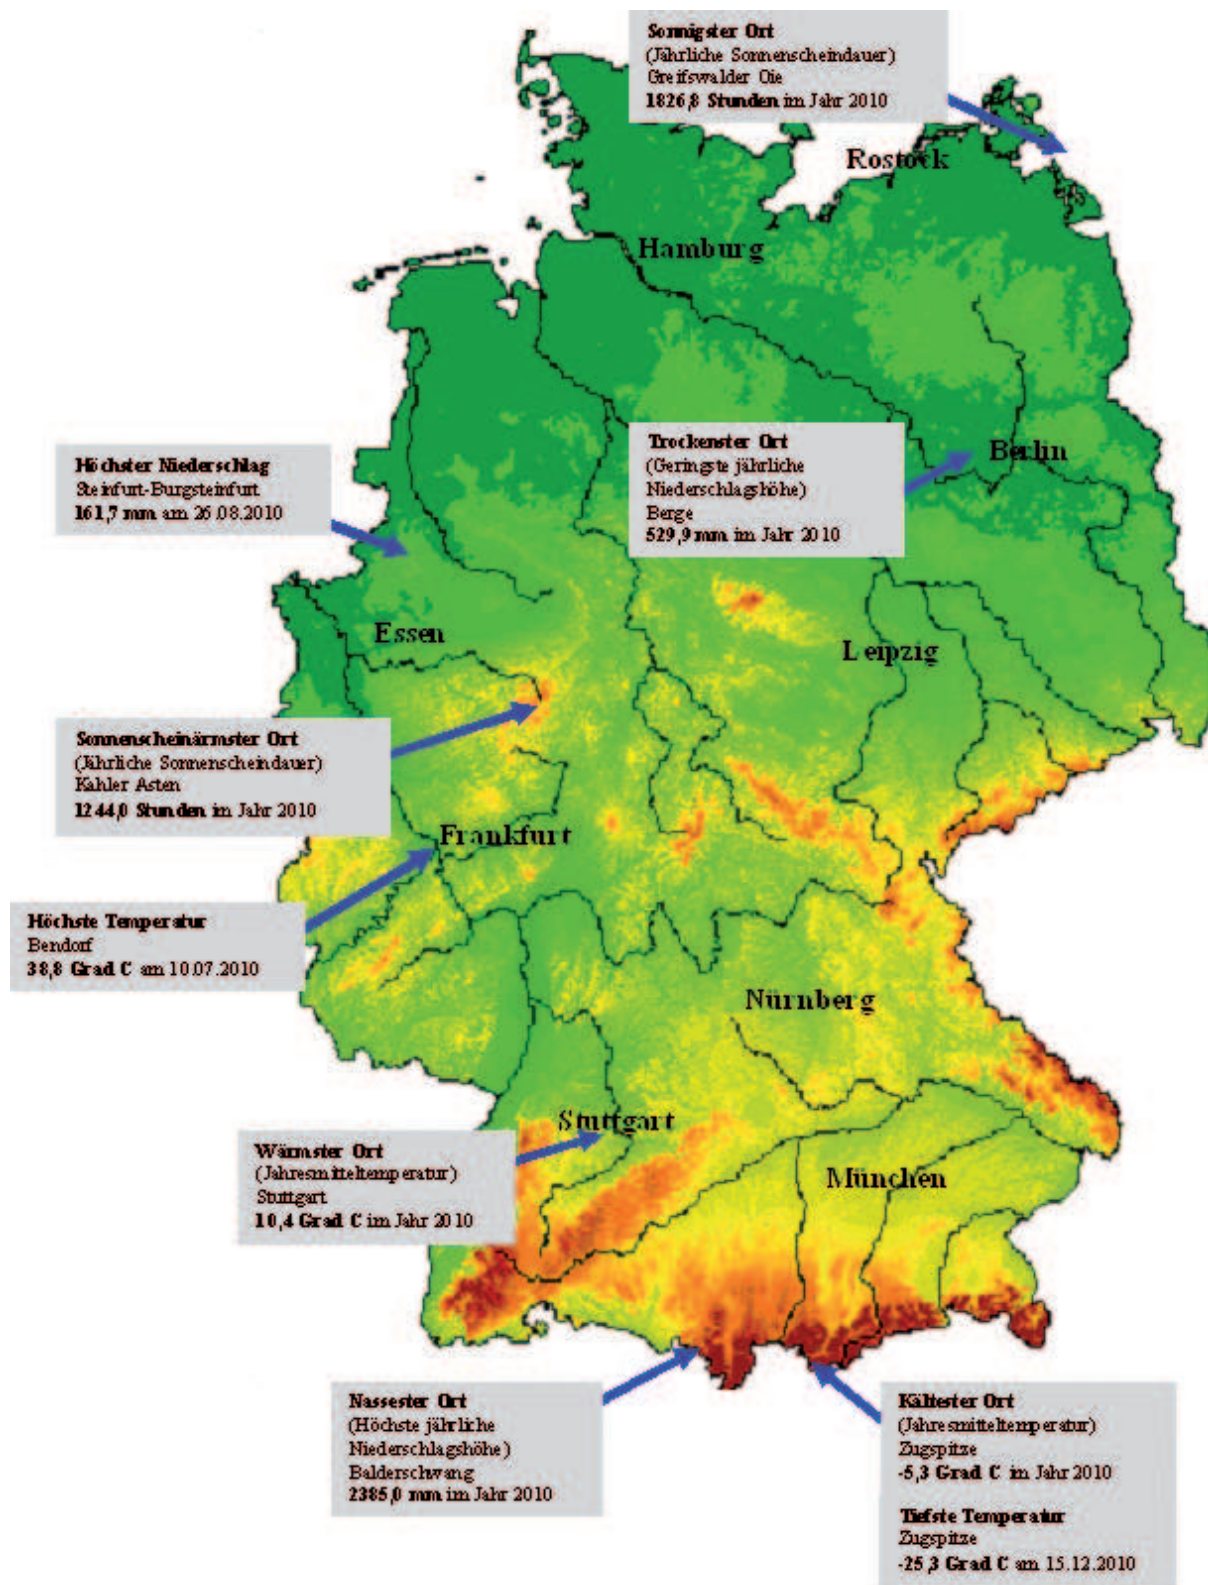 Sonnigster Ort
(Jährliche Sonnenscheindauer)
Greifswalder Oie
1826,8 Stunden im Jahr 2010
Rostock
Hamburg
Höchster Niederschlag
Steinfurt-Burgsteinfurt
161,7 mm am 26.08.2010
Trockenster Ort
(Geringste jährliche
Niederschlagshöhe)
Berge
529,9 mm im Jahr 2010
Berlin
Essen
Leipzig
Sonnenscheinärmster Ort
(Jährliche Sonnenscheindauer)
Kahler Asten
1244,0 Stunden im Jahr 2010
Frankfurt
Höchste Temperatur
Bendorf
38,8 Grad C am 10.07.2010
Nürnberg
Stuttgart
Wärmster Ort
(Jahresmitteltemperatur)
Stuttgart
10,4 Grad C im Jahr 2010
München
Nassester Ort
(Höchste jährliche
Niederschlagshöhe)
Balderschwang
2385,0 mm im Jahr 2010
Kältester Ort
(Jahresmitteltemperatur)
Zugspitze
-5,3 Grad C im Jahr 2010
Tiefste Temperatur
Zugspitze
-25,3 Grad C am 15.12.2010